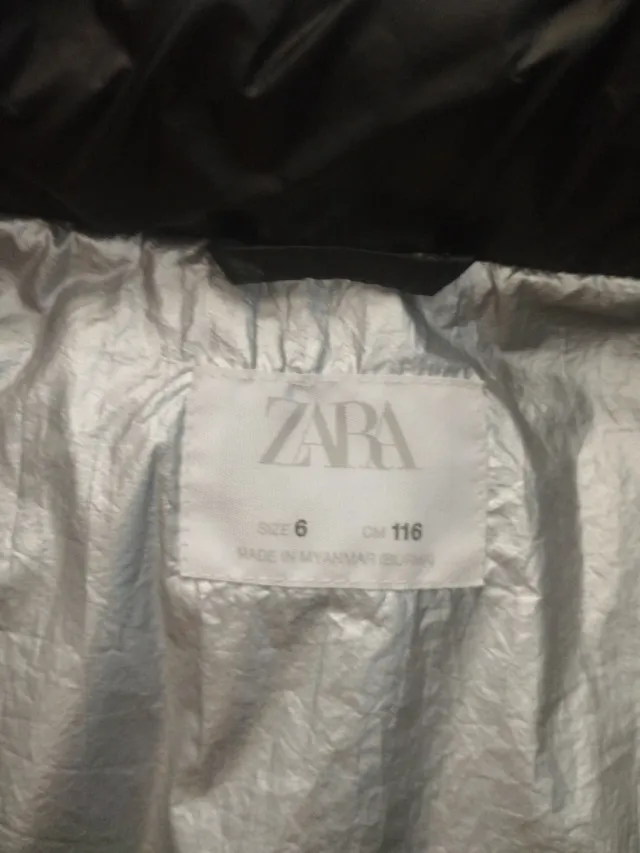 ZARA
SIZE 6 CM 116
MADE IN MYANMAR (BURMA)